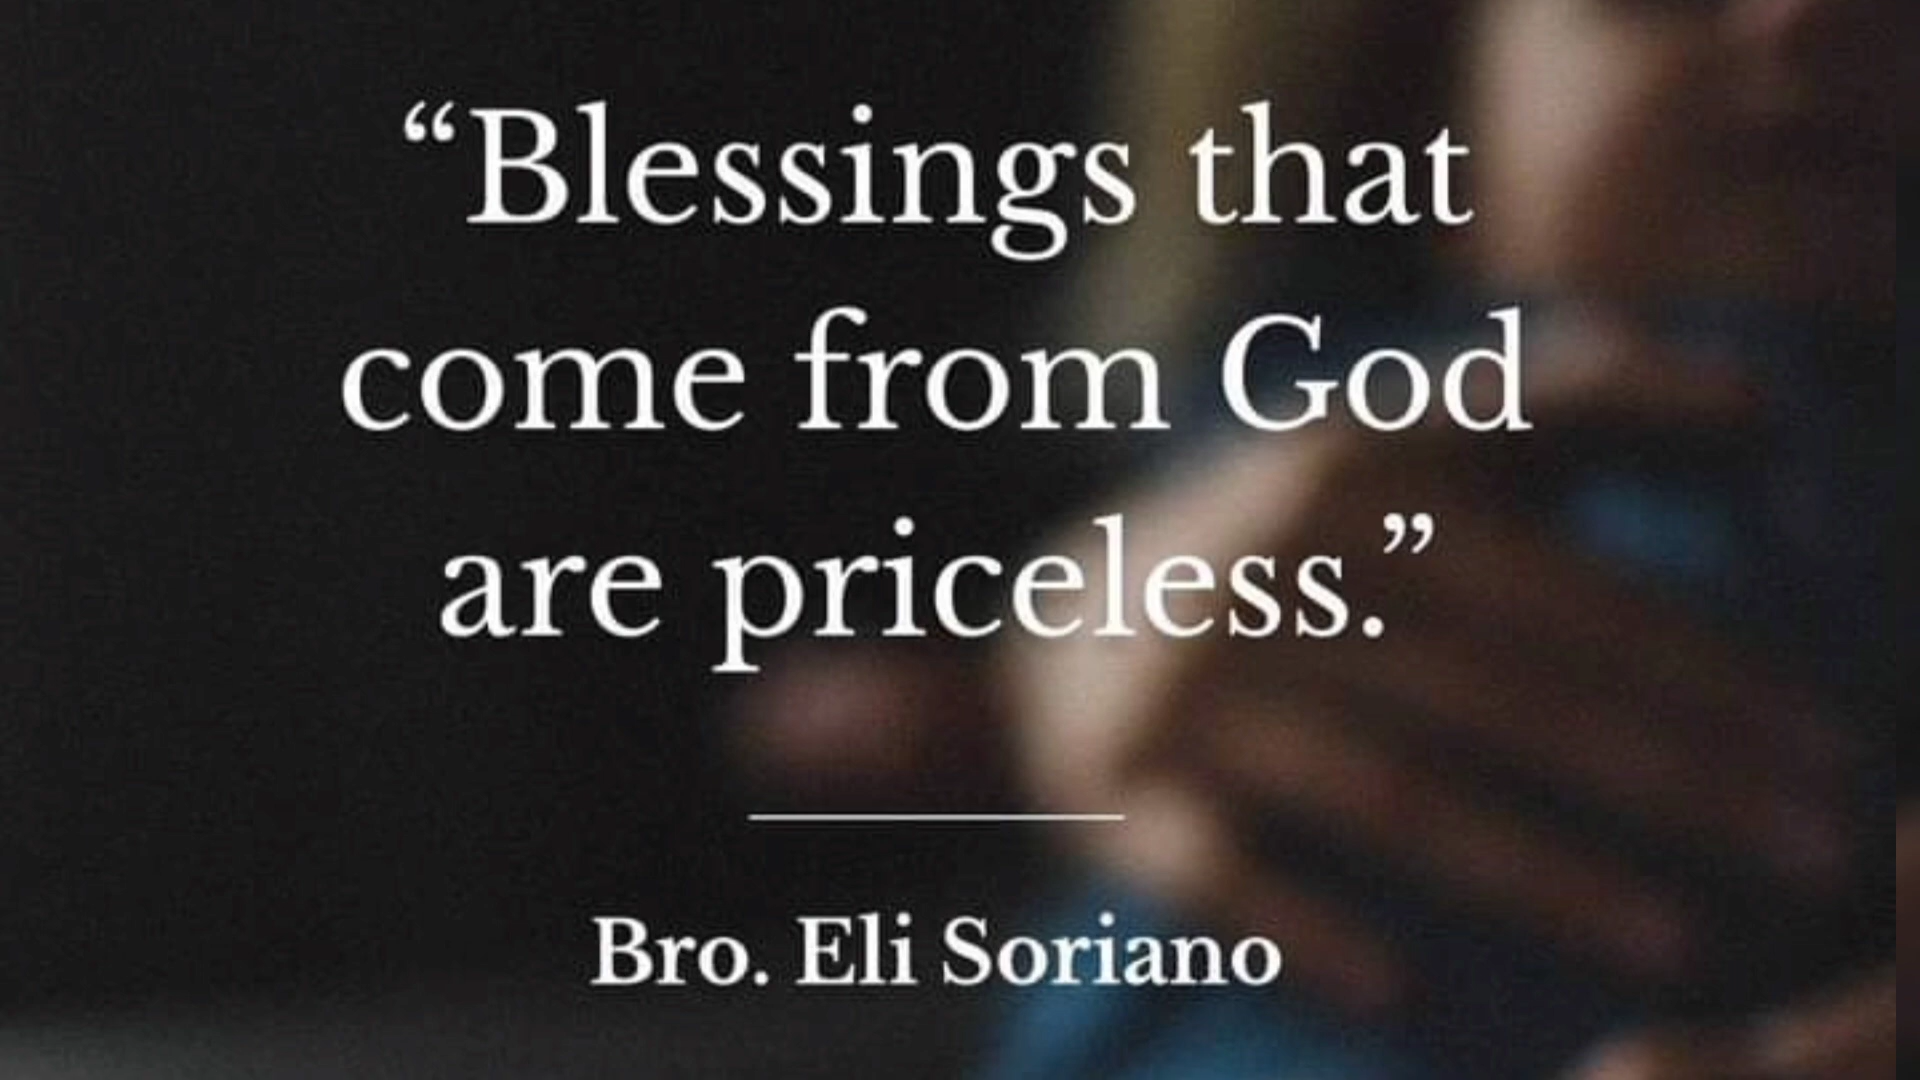 “Blessings that
come from God
are priceless.”
Bro. Eli Soriano